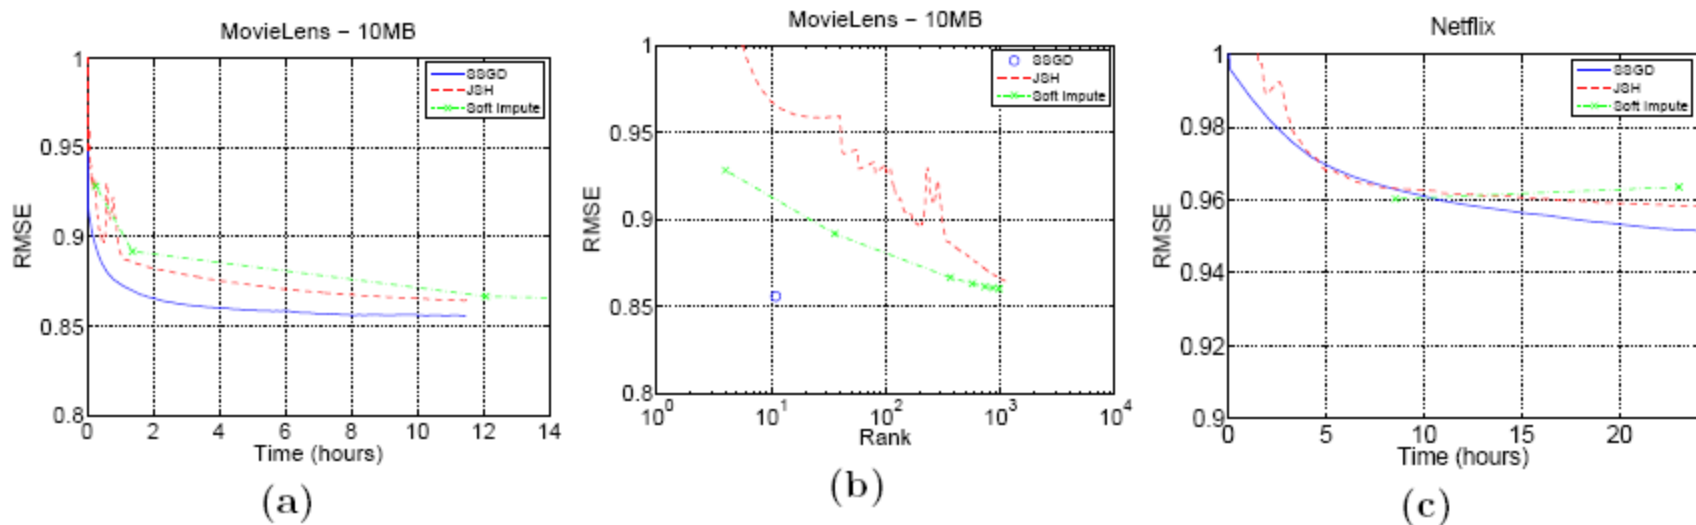 MovieLens – 10MB
1
0.95
0.9
0.85
0.8
RMSE
SSGD
JSH
Soft Impute
0 2 4 6 8 10 12 14
Time (hours)
(a)
MovieLens – 10MB
1
0.95
0.9
0.85
0.8
RMSE
SSGD
JSH
Soft Impute
10^0 10^1 10^2 10^3 10^4
Rank
(b)
Netflix
1
0.98
0.96
0.94
0.92
0.9
RMSE
SSGD
JSH
Soft Impute
0 5 10 15 20
Time (hours)
(c)